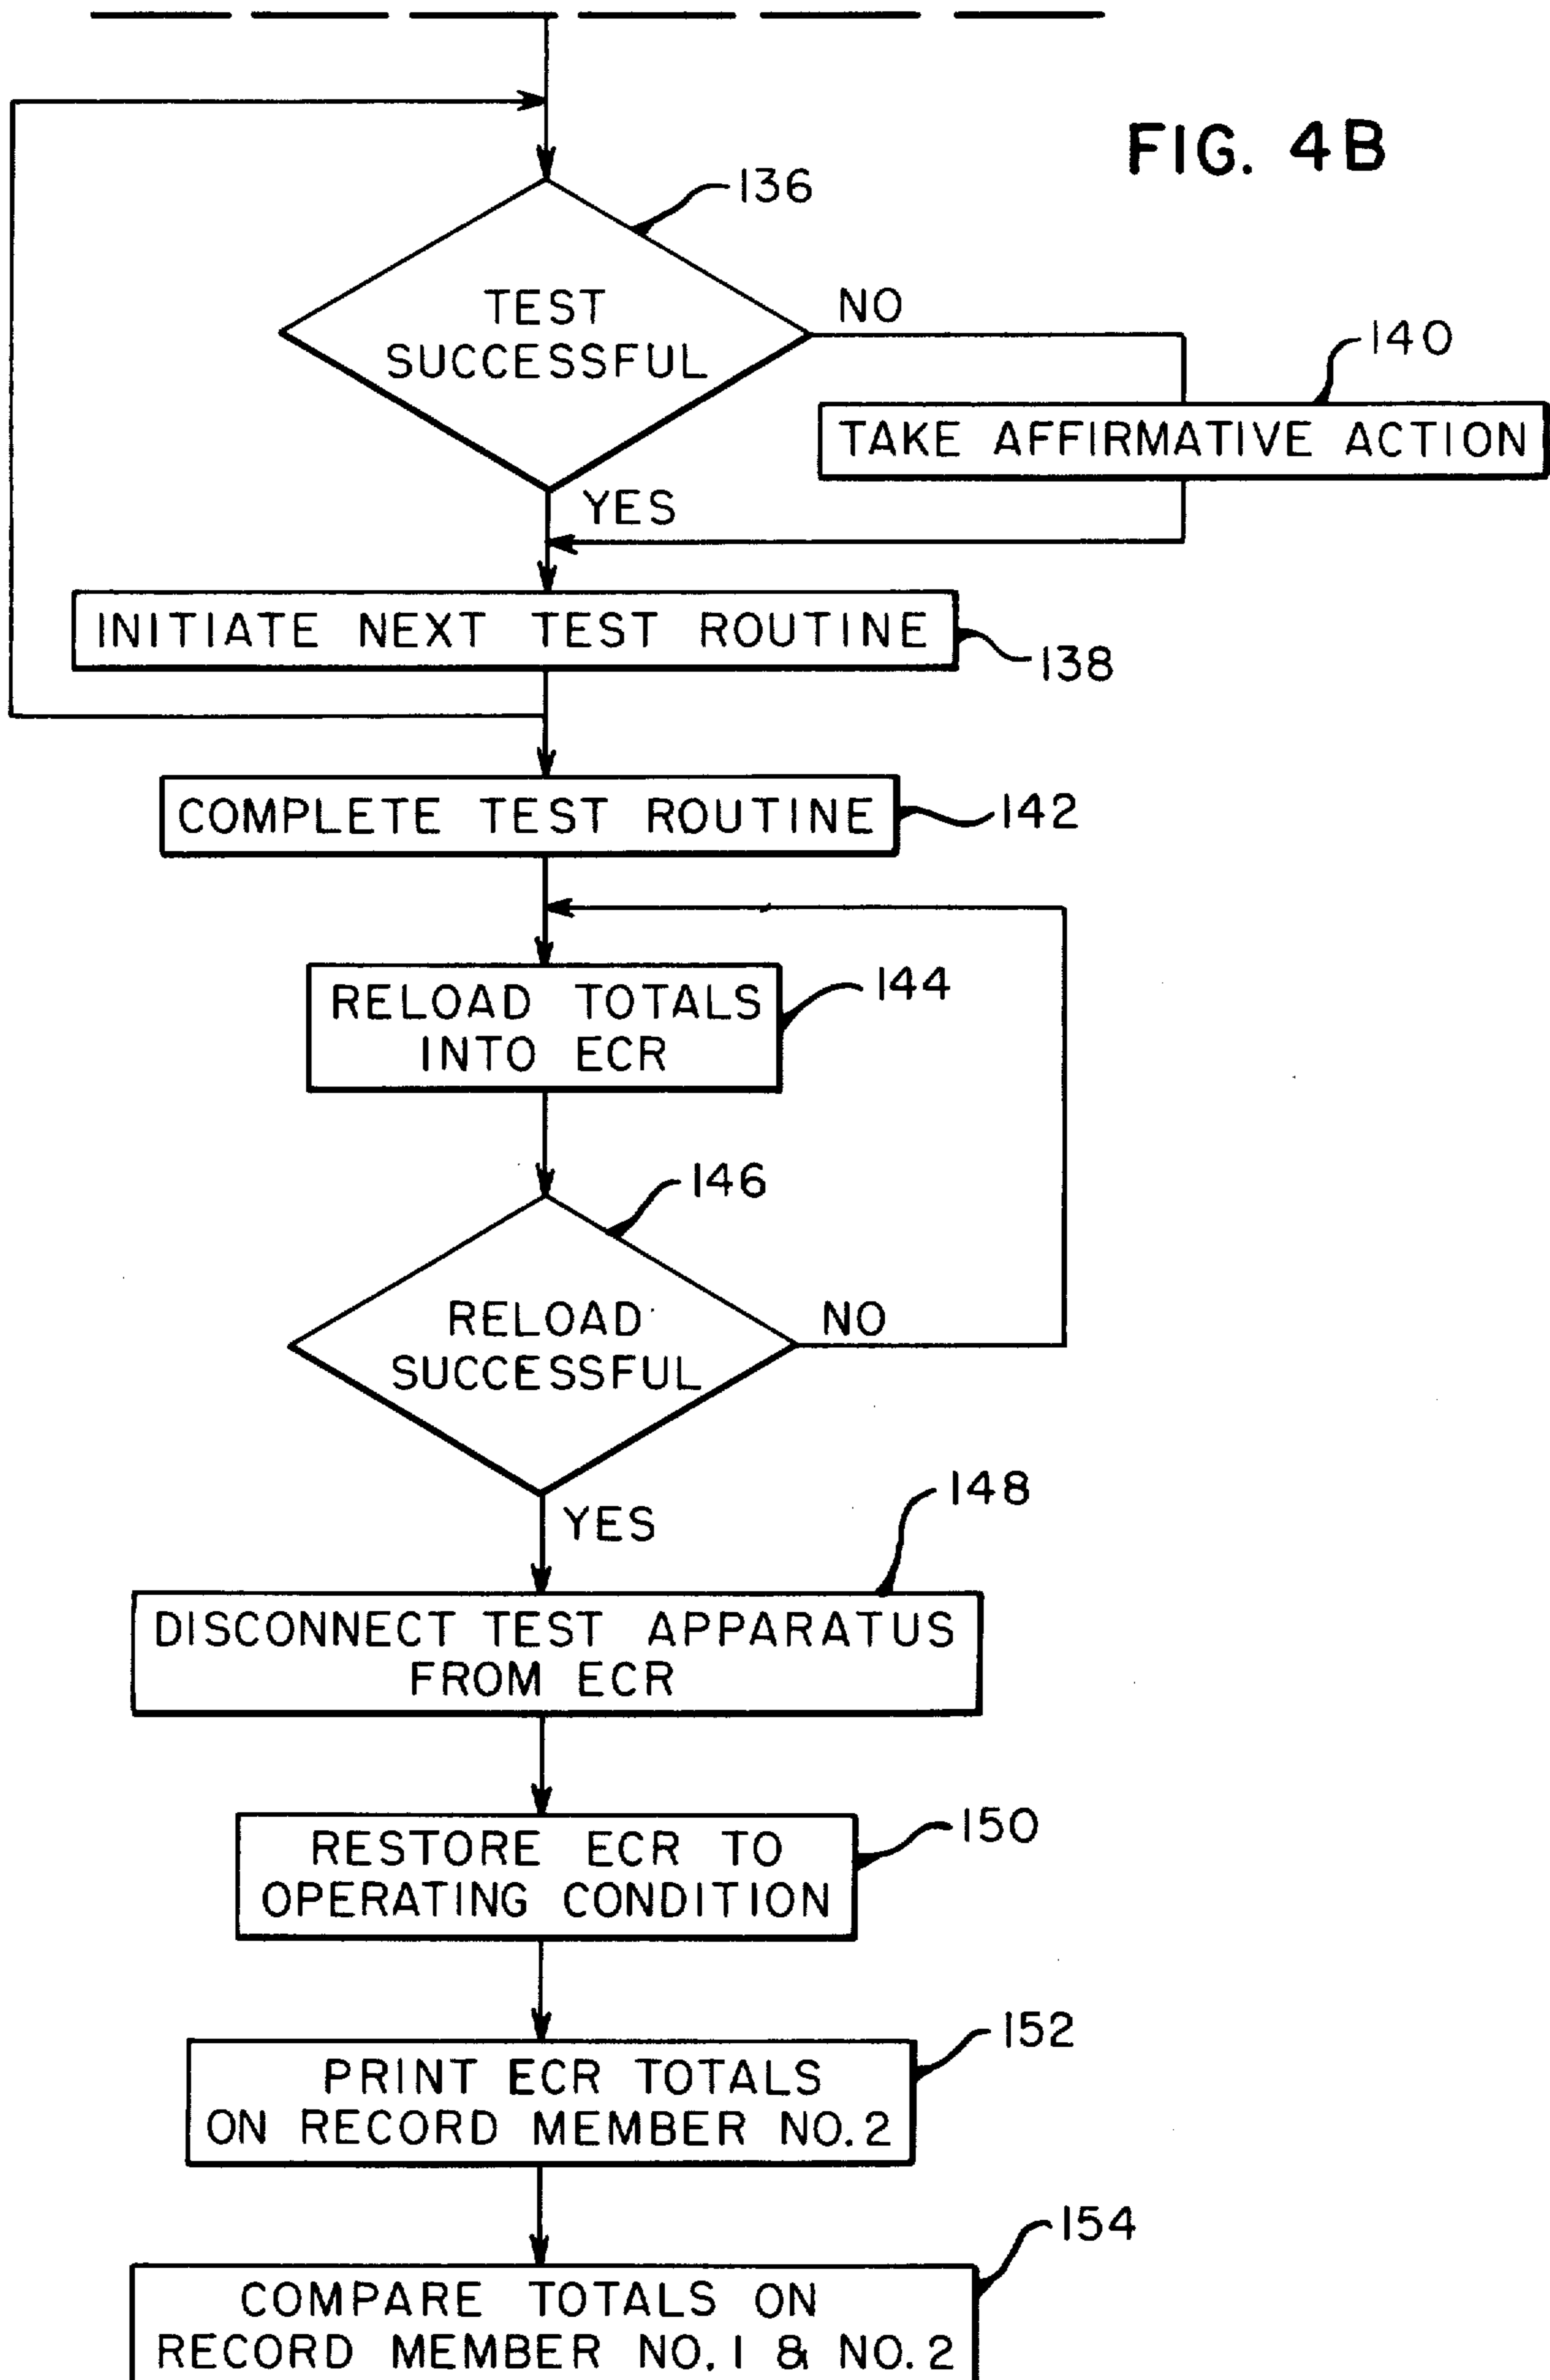 FIG. 4B
136
TEST
SUCCESSFUL
NO
140
TAKE AFFIRMATIVE ACTION
YES
INITIATE NEXT TEST ROUTINE
138
COMPLETE TEST ROUTINE
142
RELOAD TOTALS
INTO ECR
144
146
RELOAD
SUCCESSFUL
NO
YES
148
DISCONNECT TEST APPARATUS
FROM ECR
RESTORE ECR TO
OPERATING CONDITION
150
PRINT ECR TOTALS
ON RECORD MEMBER NO. 2
152
154
COMPARE TOTALS ON
RECORD MEMBER NO. 1 & NO. 2